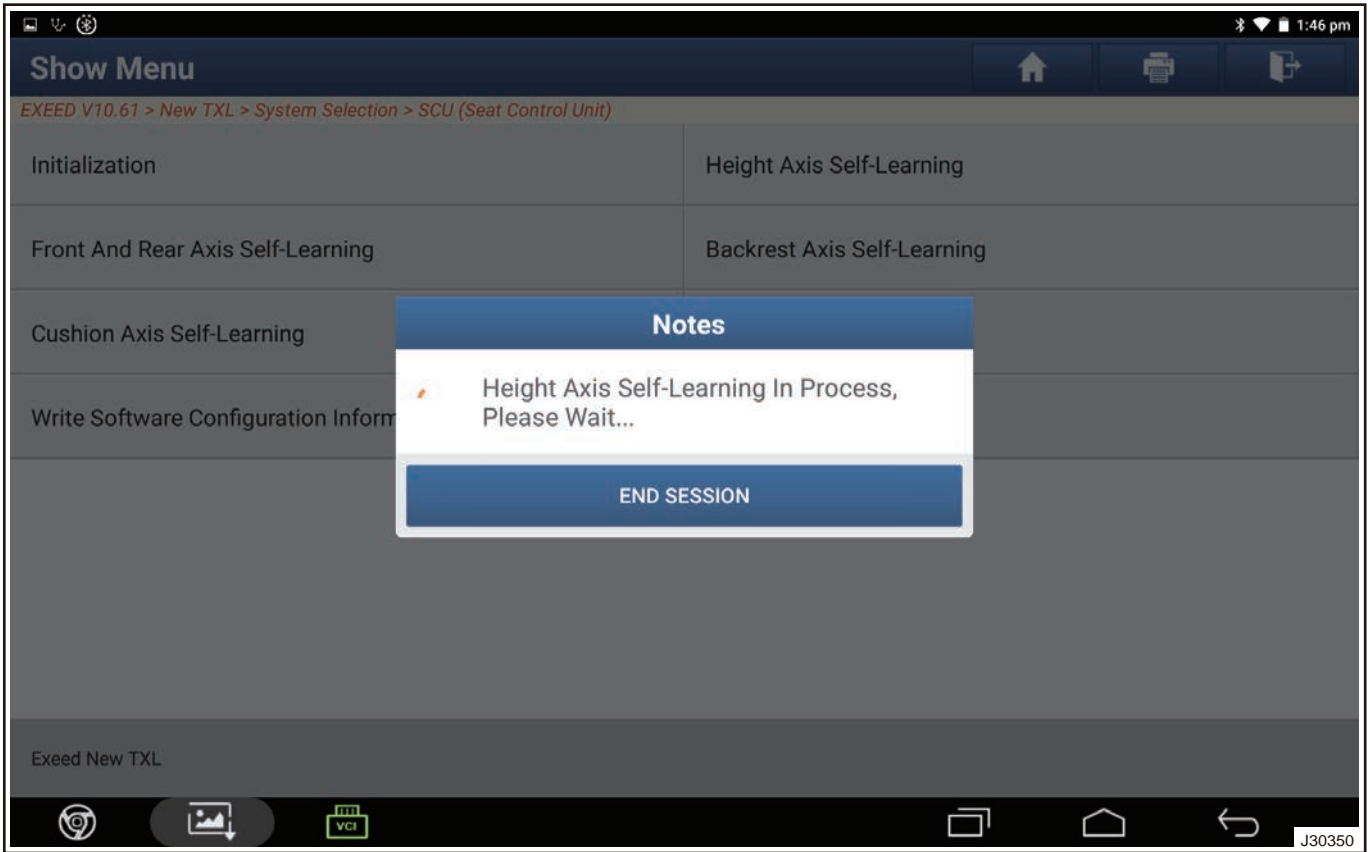 1:46 pm
Show Menu
EXEED V10.61 > New TXL > System Selection > SCU (Seat Control Unit)
Initialization
Height Axis Self-Learning
Front And Rear Axis Self-Learning
Backrest Axis Self-Learning
Cushion Axis Self-Learning
Write Software Configuration Inform
Notes
Height Axis Self-Learning In Process,
Please Wait...
END SESSION
Exeed New TXL
VCI
J30350